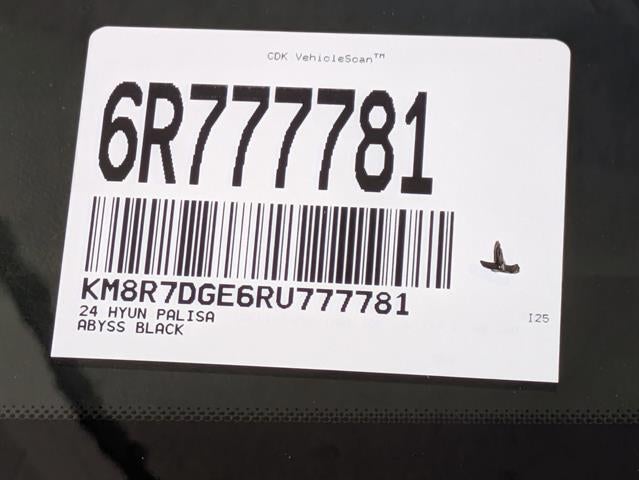 CDK VehicleScan™
6R777781
KM8R7DGE6RU777781
24 HYUN PALISA
ABYSS BLACK
I25